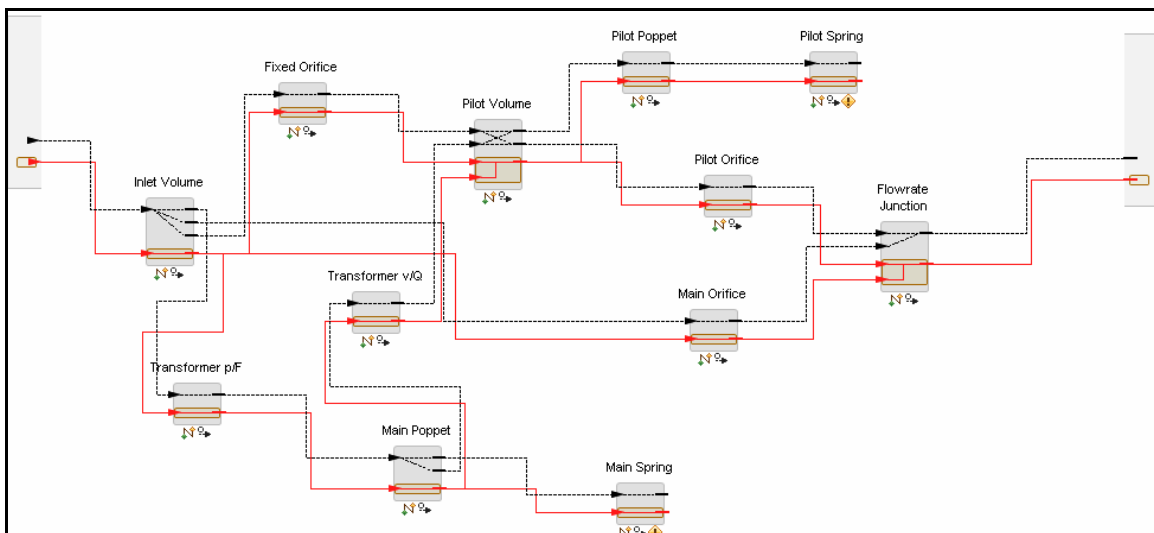 Pilot Poppet
Pilot Spring
Fixed Orifice
Pilot Volume
Pilot Orifice
Inlet Volume
Flowrate
Junction
Transformer v/Q
Main Orifice
Transformer p/F
Main Poppet
Main Spring